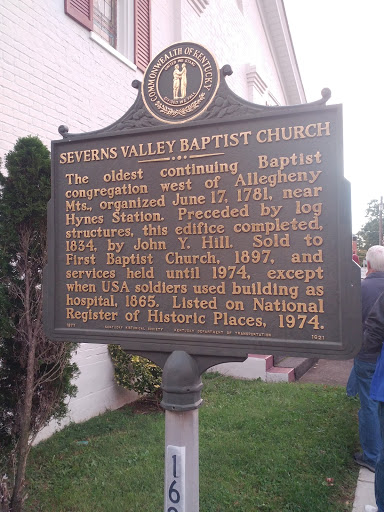 COMMONWEALTH OF KENTUCKY
SEVERNS VALLEY BAPTIST CHURCH
The oldest continuing Baptist
congregation west of Allegheny
Mts., organized June 17, 1781, near
Hynes Station. Preceded by log
structures, this edifice completed,
1834, by John Y. Hill. Sold to
First Baptist Church, 1897, and
services held until 1974, except
when USA soldiers used building as
hospital, 1865. Listed on National
Register of Historic Places, 1974.
KENTUCKY HISTORICAL SOCIETY KENTUCKY DEPARTMENT OF TRANSPORTATION
16